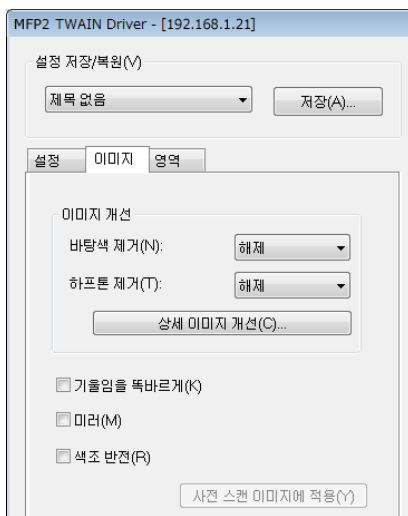 MFP2 TWAIN Driver - [192.168.1.21]
설정 저장/복원(V)
제목 없음
저장(A)...
설정 이미지 영역
이미지 개선
바탕색 제거(N): 해제
하프톤 제거(T): 해제
상세 이미지 개선(C)...
기울임을 똑바르게(K)
미러(M)
색조 반전(R)
사전 스캔 이미지에 적용(Y)